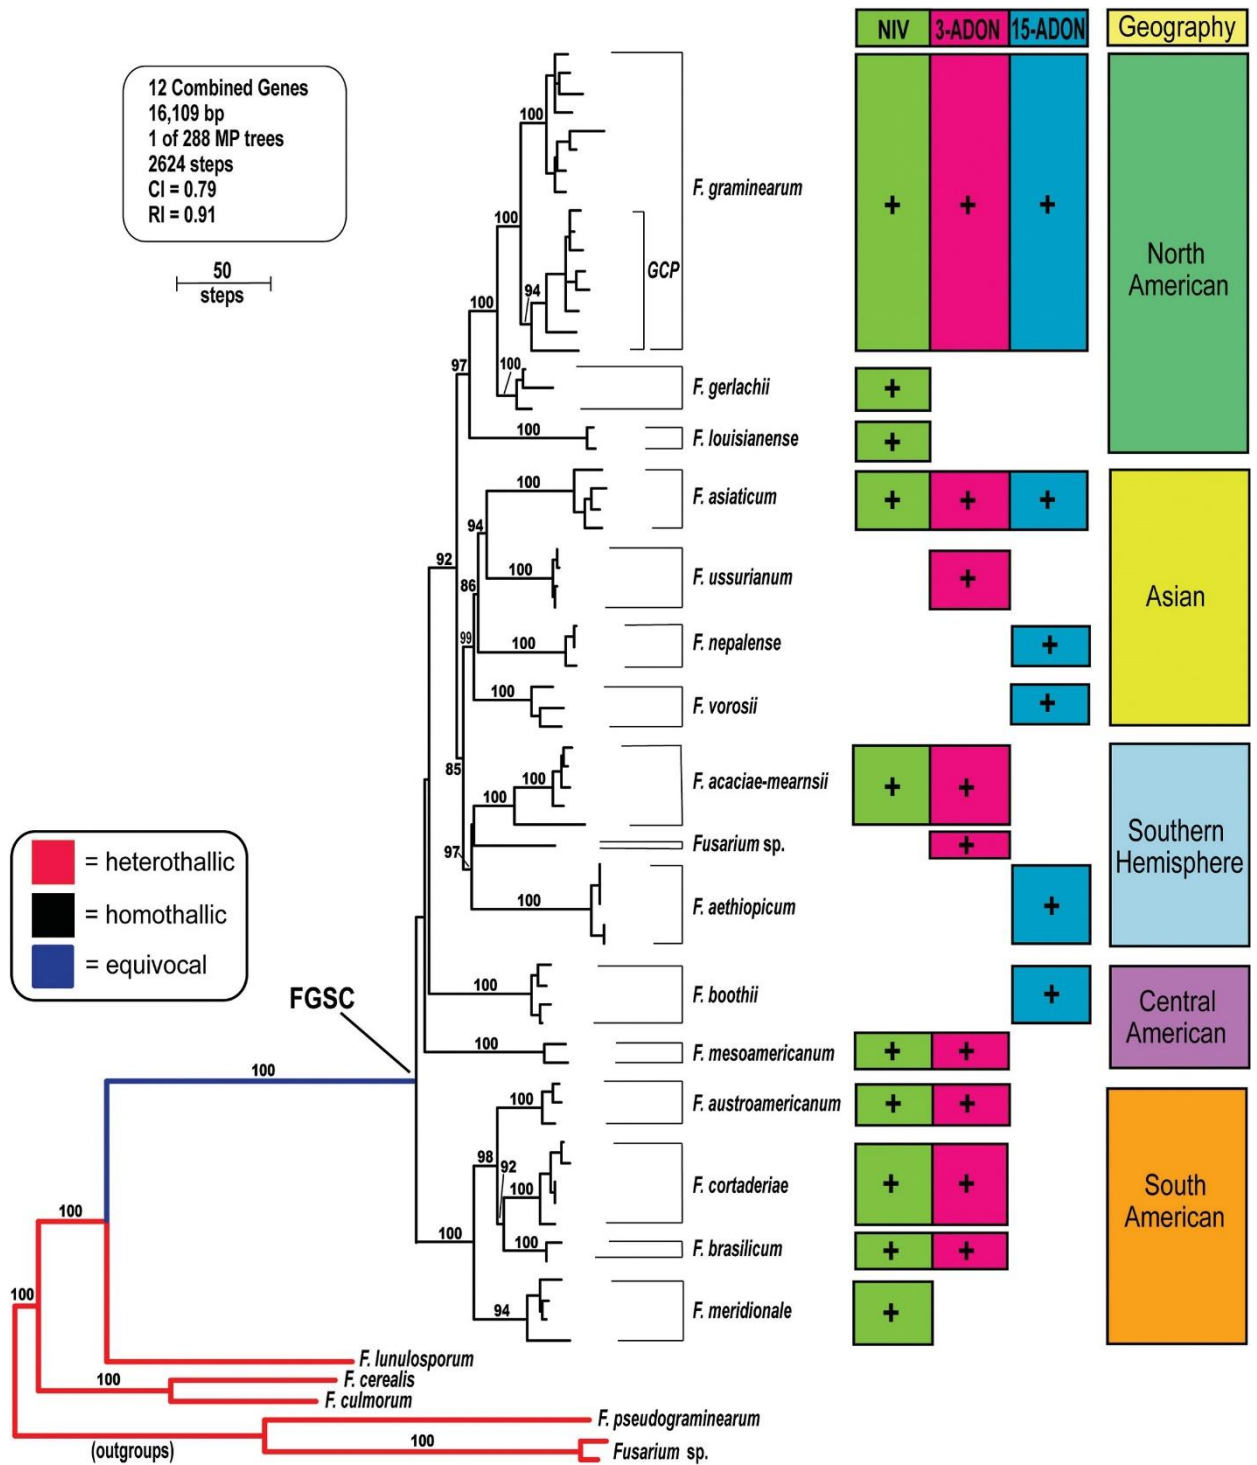 NIV 3-ADON 15-ADON Geography
12 Combined Genes
16,109 bp
1 of 288 MP trees
2624 steps
CI = 0.79
RI = 0.91
50
steps
100
F. graminearum
+ + +
100
GCP
94
100
North
American
97
100
F. gerlachii
+
100
F. louisianense
+
100
F. asiaticum
+ + +
94
92
100
F. ussurianum
+
86
Asian
99
100
F. nepalense
+
100
F. vorosii
+
85
100
100
F. acaciae-mearnsii
+ +
97
Fusarium sp.
+
Southern
Hemisphere
100
F. aethiopicum
+
= heterothallic
= homothallic
= equivocal
FGSC
100
F. boothii
+
Central
American
100
F. mesoamericanum
+ +
100
100
F. austroamericanum
+ +
98
92
100
F. cortaderiae
+ +
South
American
100
100
100
F. brasilicum
+ +
94
F. meridionale
+
100
F. lunulosporum
100
F. cerealis
F. culmorum
F. pseudograminearum
(outgroups)
100
Fusarium sp.